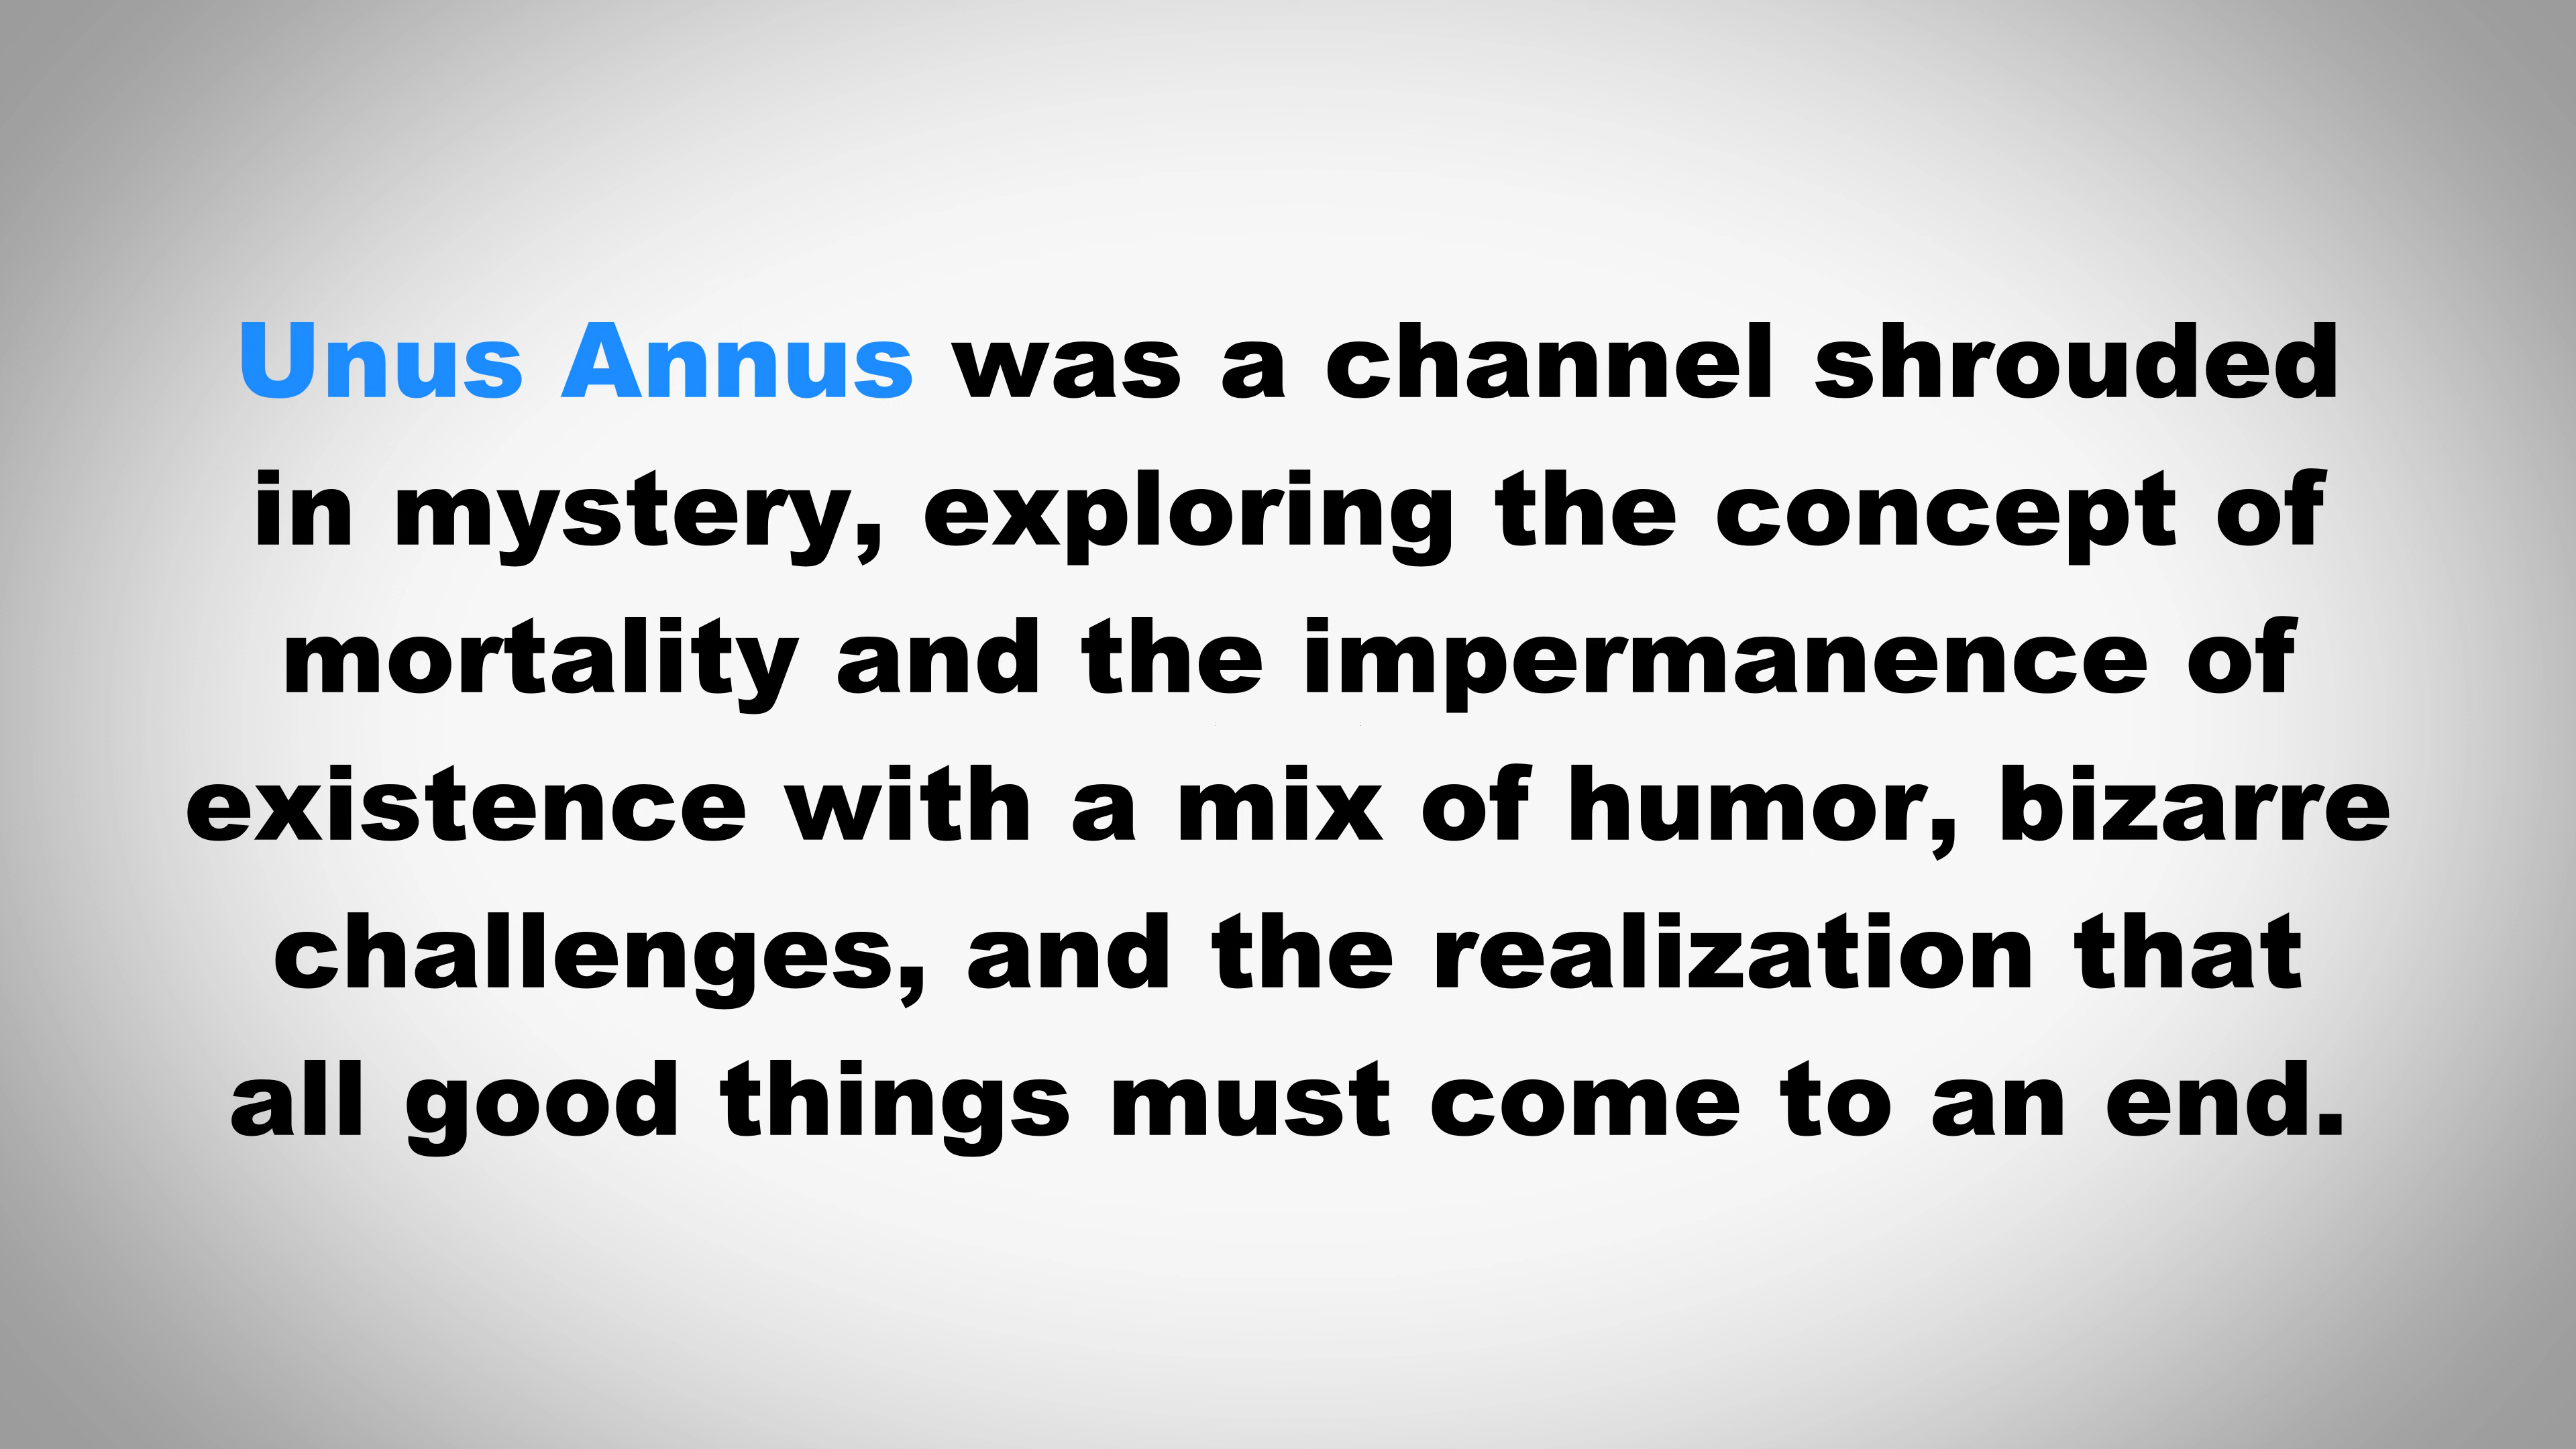 Unus Annus was a channel shrouded
in mystery, exploring the concept of
mortality and the impermanence of
existence with a mix of humor, bizarre
challenges, and the realization that
all good things must come to an end.